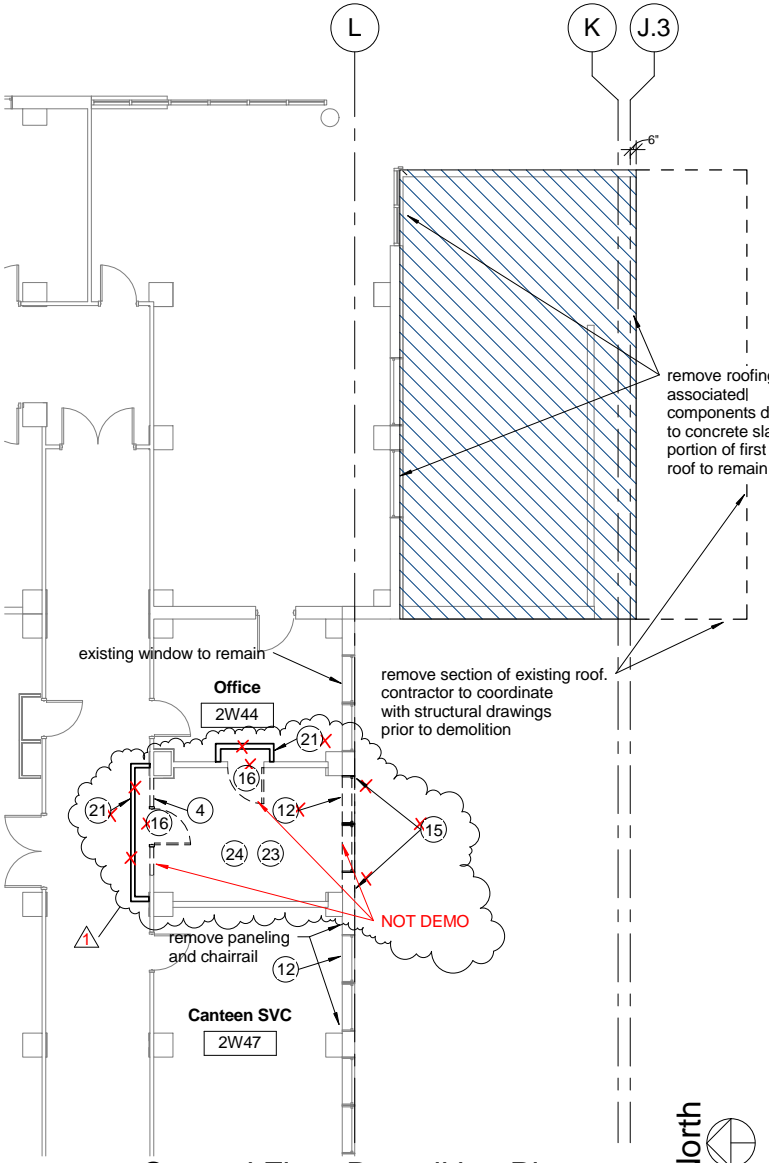 L
K
J.3
6"
remove roofing
associated
components
to concrete
portion of first
roof to remain
existing window to remain
remove section of existing roof.
contractor to coordinate
with structural drawings
prior to demolition
Office
2W44
21
16
21
16
4
12
15
24
23
NOT DEMO
1
remove paneling
and chairrail
12
Canteen SVC
2W47